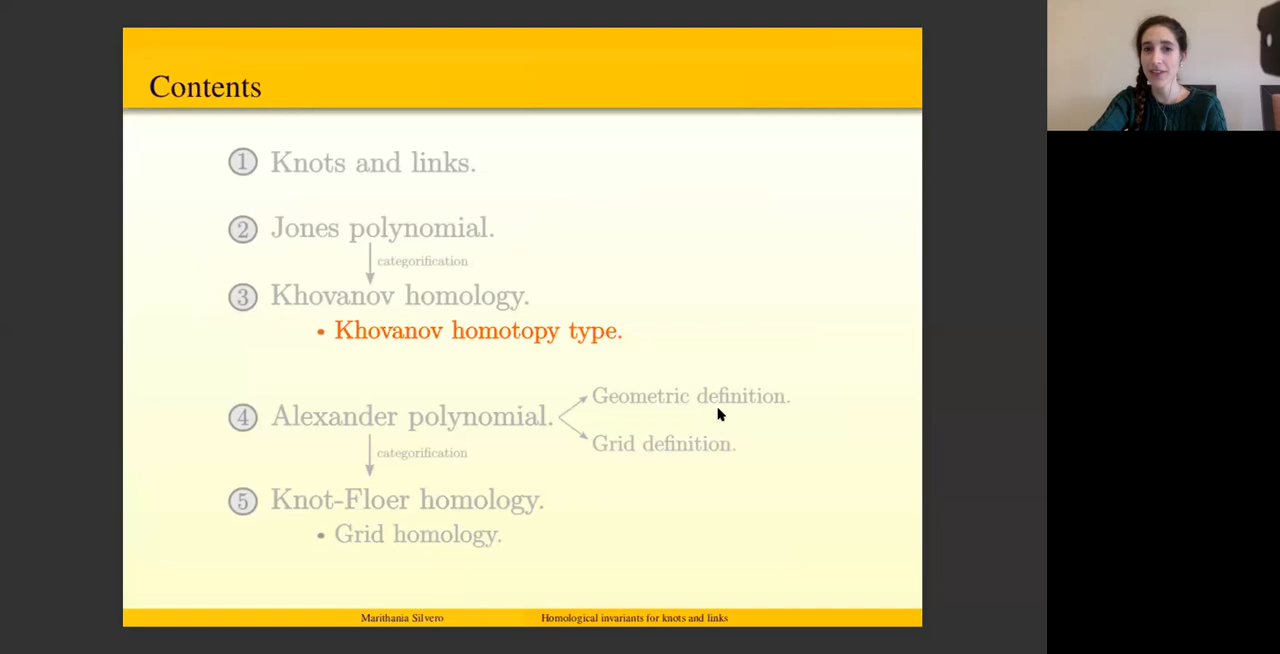 Contents
1 Knots and links.
2 Jones polynomial.
categorification
3 Khovanov homology.
• Khovanov homotopy type.
4 Alexander polynomial.
Geometric definition.
Grid definition.
categorification
5 Knot-Floer homology.
• Grid homology.
Marithania Silvero Homological invariants for knots and links